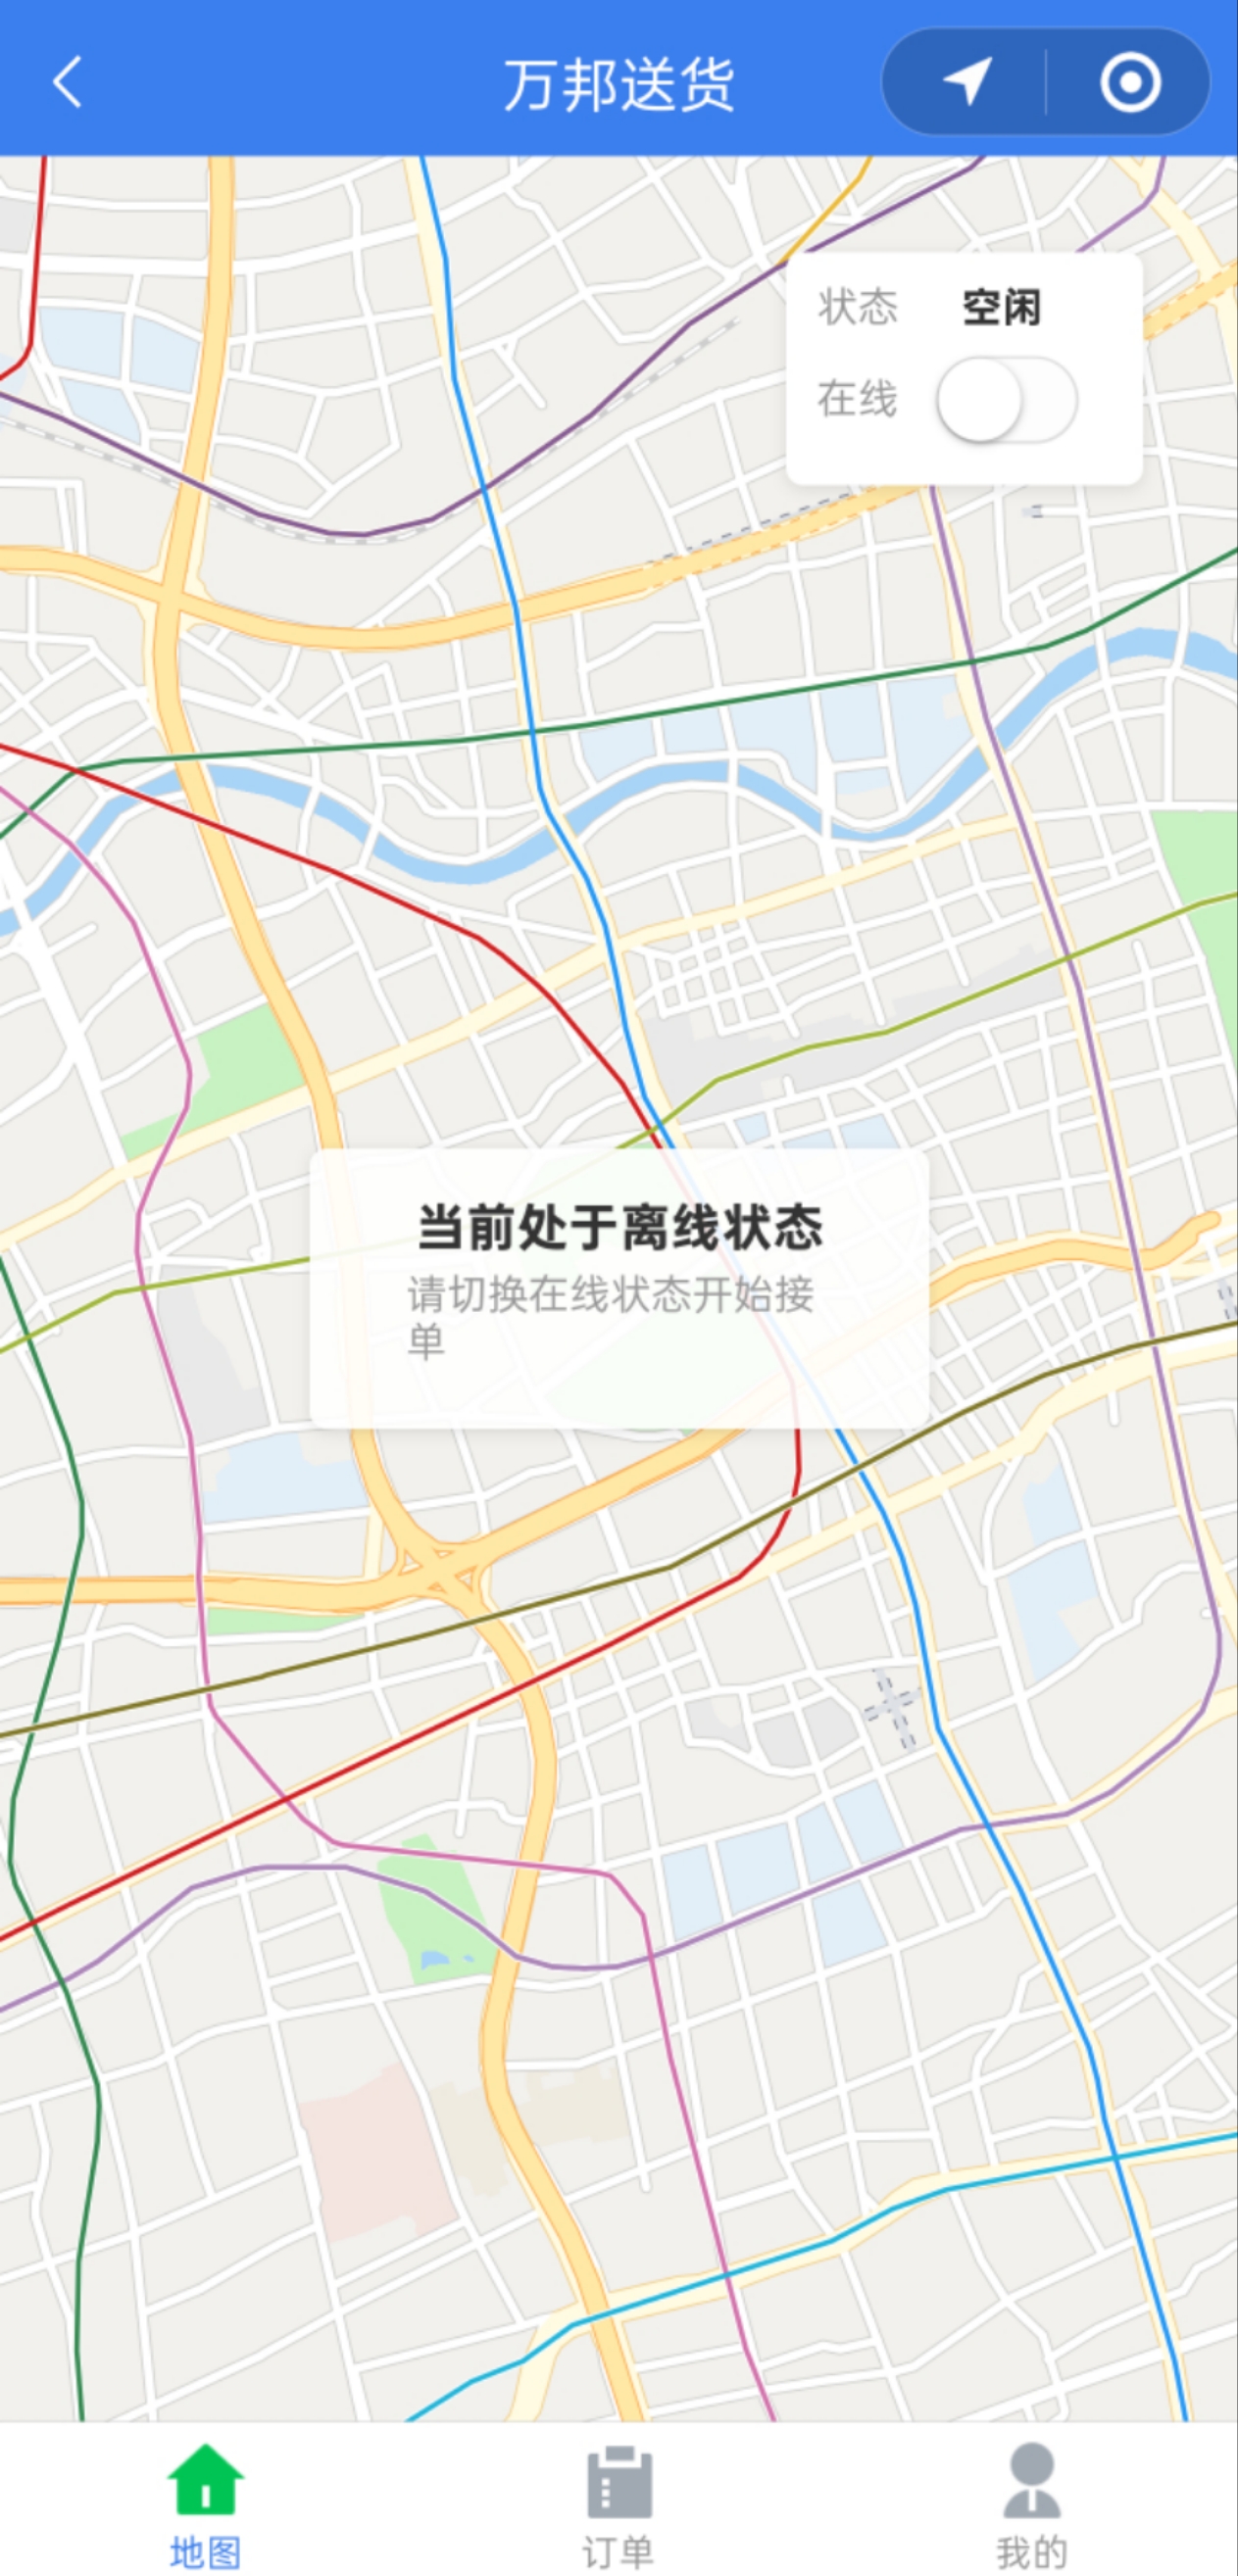 万邦送货
状态 空闲
在线
当前处于离线状态
请切换在线状态开始接
单
地图 订单 我的